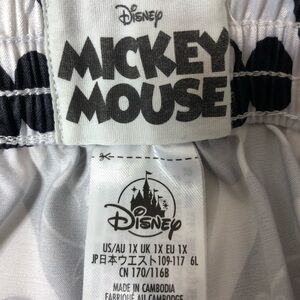 Disney
MICKEY
MOUSE
Disney
US/AU 1X UK 1X EU 1X
JP日本ウエスト109-117 6L
CN 170/116B
MADE IN CAMBODIA
FABRIQUÉ AU CAMBODGE